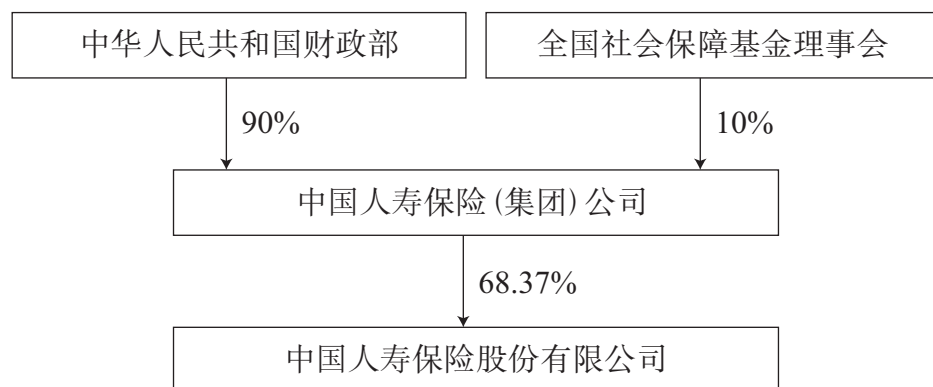 中华人民共和国财政部
全国社会保障基金理事会
90%
10%
中国人寿保险(集团)公司
68.37%
中国人寿保险股份有限公司